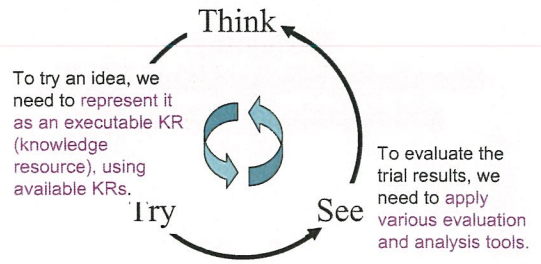 Think
To try an idea, we
need to represent it
as an executable KR
(knowledge
resource), using
available KRs.
Try
To evaluate the
trial results, we
need to apply
various evaluation
and analysis tools.
See